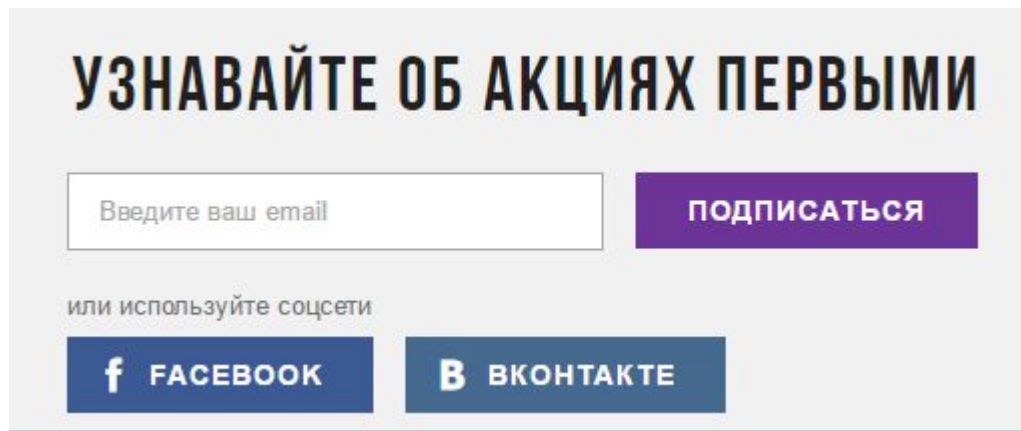 УЗНАВАЙТЕ ОБ АКЦИЯХ ПЕРВЫМИ
Введите ваш email
ПОДПИСАТЬСЯ
или используйте соцсети
f FACEBOOK
В ВКОНТАКТЕ